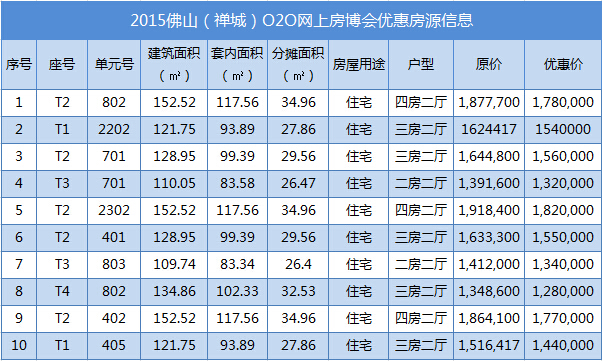 2015佛山（禅城）O2O网上房博会优惠房源信息
序号 座号 单元号 建筑面积（㎡） 套内面积（㎡） 分摊面积（㎡） 房屋用途 户型 原价 优惠价
1 T2 802 152.52 117.56 34.96 住宅 四房二厅 1,877,700 1,780,000
2 T1 2202 121.75 93.89 27.86 住宅 三房二厅 1624417 1540000
3 T2 701 128.95 99.39 29.56 住宅 三房二厅 1,644,800 1,560,000
4 T3 701 110.05 83.58 26.47 住宅 二房二厅 1,391,600 1,320,000
5 T2 2302 152.52 117.56 34.96 住宅 四房二厅 1,918,400 1,820,000
6 T2 401 128.95 99.39 29.56 住宅 三房二厅 1,633,300 1,550,000
7 T3 803 109.74 83.34 26.4 住宅 二房二厅 1,412,000 1,340,000
8 T4 802 134.86 102.33 32.53 住宅 三房二厅 1,348,600 1,280,000
9 T2 402 152.52 117.56 34.96 住宅 四房二厅 1,864,100 1,770,000
10 T1 405 121.75 93.89 27.86 住宅 三房二厅 1,516,417 1,440,000